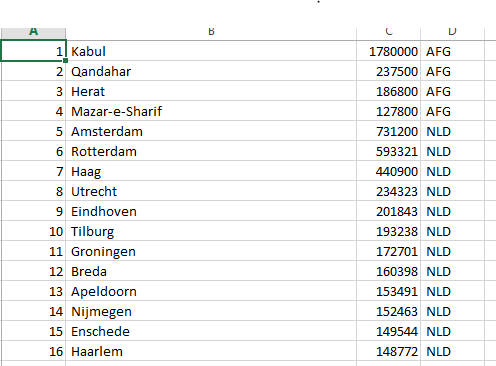 A B C D
1 Kabul 1780000 AFG
2 Qandahar 237500 AFG
3 Herat 186800 AFG
4 Mazar-e-Sharif 127800 AFG
5 Amsterdam 731200 NLD
6 Rotterdam 593321 NLD
7 Haag 440900 NLD
8 Utrecht 234323 NLD
9 Eindhoven 201843 NLD
10 Tilburg 193238 NLD
11 Groningen 172701 NLD
12 Breda 160398 NLD
13 Apeldoorn 153491 NLD
14 Nijmegen 152463 NLD
15 Enschede 149544 NLD
16 Haarlem 148772 NLD